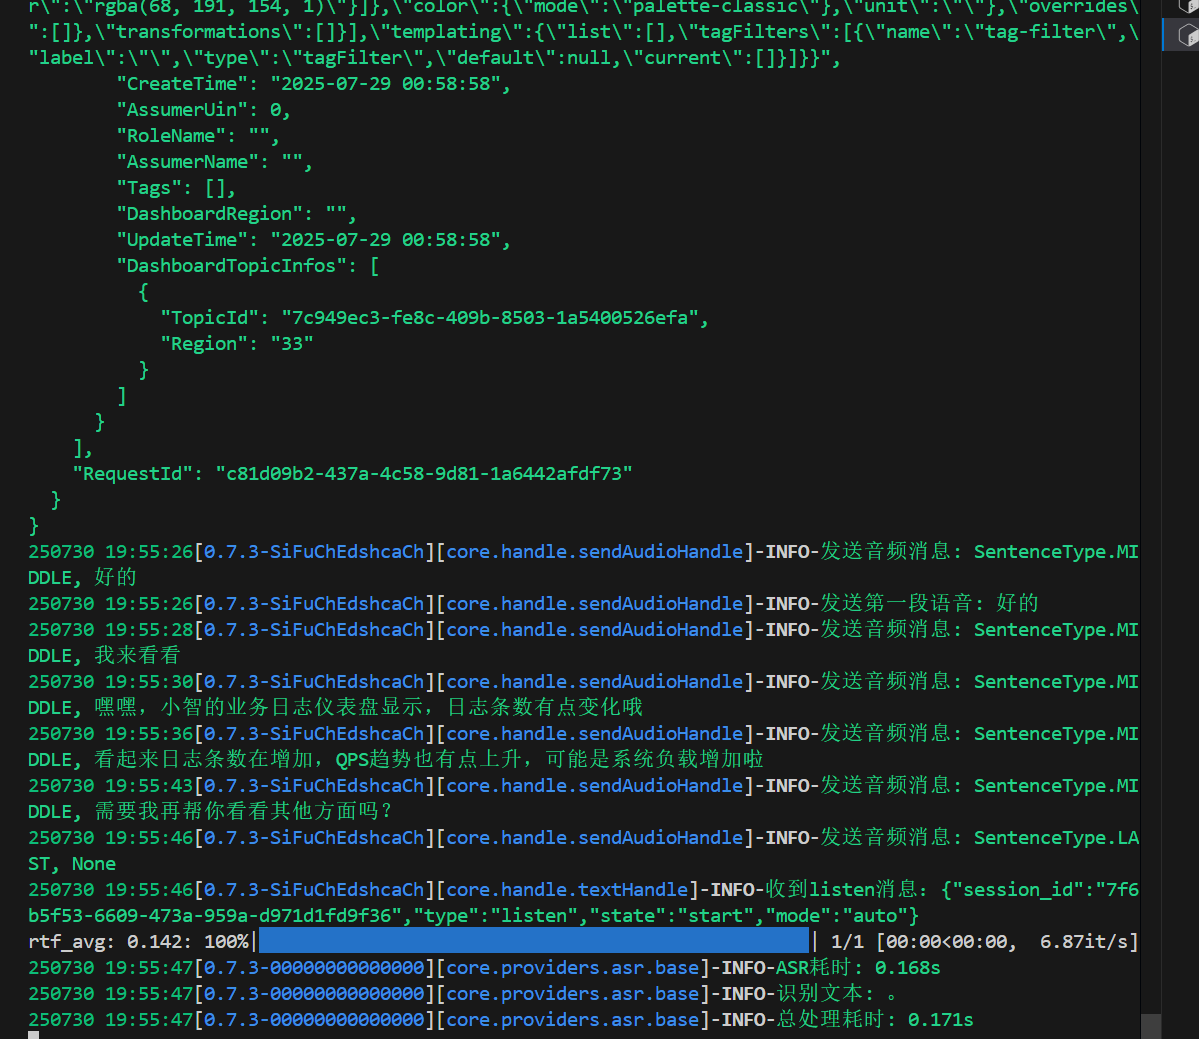 r\":\"rgba(68, 191, 154, 1)\"}]},\"color\":{\"mode\":\"palette-classic\"},\"unit\":\"\"},\"overrides\
":[]},\"transformations\":[]}],\"templating\":{\"list\":[],\"tagFilters\":[{\"name\":\"tag-filter\",\
"label\":\"\",\"type\":\"tagFilter\",\"default\":null,\"current\":[]}]}}",
"CreateTime": "2025-07-29 00:58:58",
"AssumerUin": 0,
"RoleName": "",
"AssumerName": "",
"Tags": [],
"DashboardRegion": "",
"UpdateTime": "2025-07-29 00:58:58",
"DashboardTopicInfos": [
{
"TopicId": "7c949ec3-fe8c-409b-8503-1a5400526efa",
"Region": "33"
}
]
}
],
"RequestId": "c81d09b2-437a-4c58-9d81-1a6442afdf73"
}
}
250730 19:55:26[0.7.3-SiFuChEdshcaCh][core.handle.sendAudioHandle]-INFO-发送音频消息: SentenceType.MI
DDLE, 好的
250730 19:55:26[0.7.3-SiFuChEdshcaCh][core.handle.sendAudioHandle]-INFO-发送第一段语音: 好的
250730 19:55:28[0.7.3-SiFuChEdshcaCh][core.handle.sendAudioHandle]-INFO-发送音频消息: SentenceType.MI
DDLE, 我来看看
250730 19:55:30[0.7.3-SiFuChEdshcaCh][core.handle.sendAudioHandle]-INFO-发送音频消息: SentenceType.MI
DDLE, 嘿嘿，小智的业务日志仪表盘显示，日志条数有点变化哦
250730 19:55:36[0.7.3-SiFuChEdshcaCh][core.handle.sendAudioHandle]-INFO-发送音频消息: SentenceType.MI
DDLE, 看起来日志条数在增加，QPS趋势也有点上升，可能是系统负载增加啦
250730 19:55:43[0.7.3-SiFuChEdshcaCh][core.handle.sendAudioHandle]-INFO-发送音频消息: SentenceType.MI
DDLE, 需要我再帮你看看其他方面吗？
250730 19:55:46[0.7.3-SiFuChEdshcaCh][core.handle.sendAudioHandle]-INFO-发送音频消息: SentenceType.LA
ST, None
250730 19:55:46[0.7.3-SiFuChEdshcaCh][core.handle.textHandle]-INFO-收到listen消息: {"session_id":"7f6
b5f53-6609-473a-959a-d971d1fd9f36","type":"listen","state":"start","mode":"auto"}
rtf_avg: 0.142: 100%|| 1/1 [00:00<00:00,  6.87it/s]
250730 19:55:47[0.7.3-00000000000000][core.providers.asr.base]-INFO-ASR耗时: 0.168s
250730 19:55:47[0.7.3-00000000000000][core.providers.asr.base]-INFO-识别文本: 。
250730 19:55:47[0.7.3-00000000000000][core.providers.asr.base]-INFO-总处理耗时: 0.171s